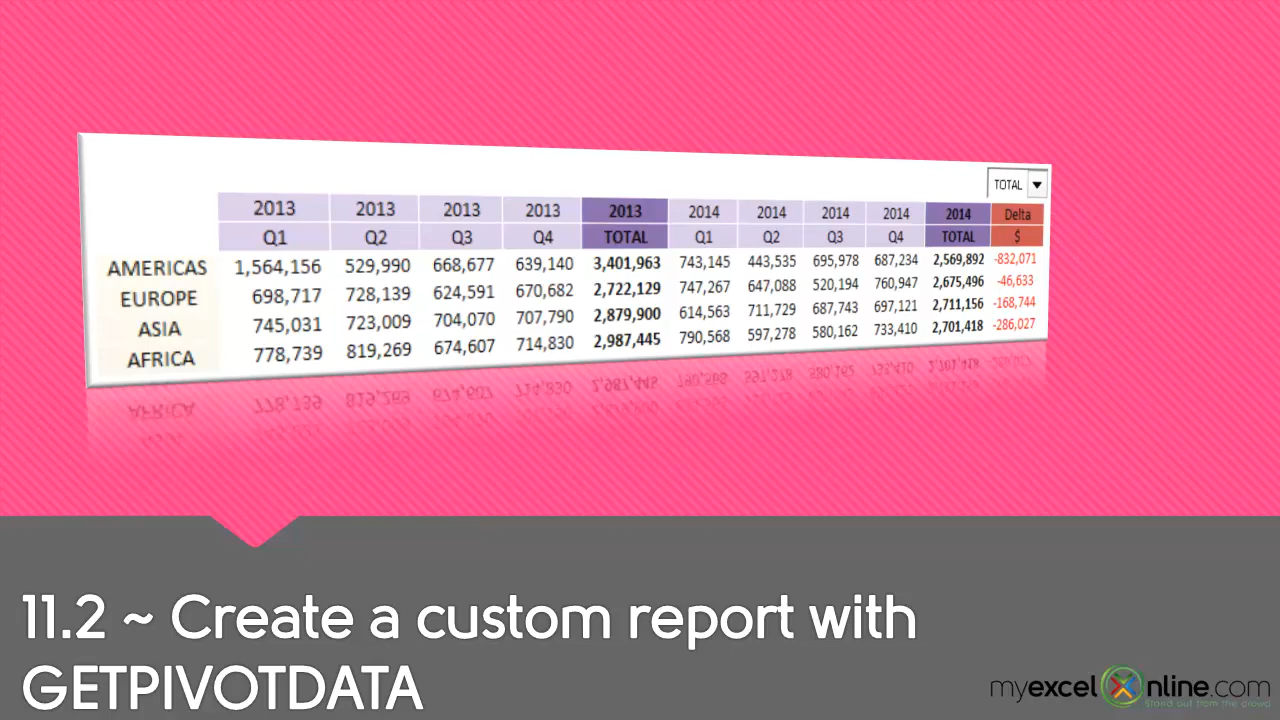 TOTAL
2013 2013 2013 2013 2013 2014 2014 2014 2014 2014 Delta
Q1 Q2 Q3 Q4 TOTAL Q1 Q2 Q3 Q4 TOTAL $
AMERICAS 1,564,156 529,990 668,677 639,140 3,401,963 743,145 443,535 695,978 687,234 2,569,892 -832,071
EUROPE 698,717 728,139 624,591 670,682 2,722,129 747,267 647,088 520,194 760,947 2,675,496 -46,633
ASIA 745,031 723,009 704,070 707,790 2,879,900 614,563 711,729 687,743 697,121 2,711,156 -168,744
AFRICA 778,739 819,269 674,607 714,830 2,987,445 790,568 597,278 580,162 733,410 2,701,418 -286,027
11.2 ~ Create a custom report with
GETPIVOTDATA
myexcelOnline.com
Stand out from the crowd